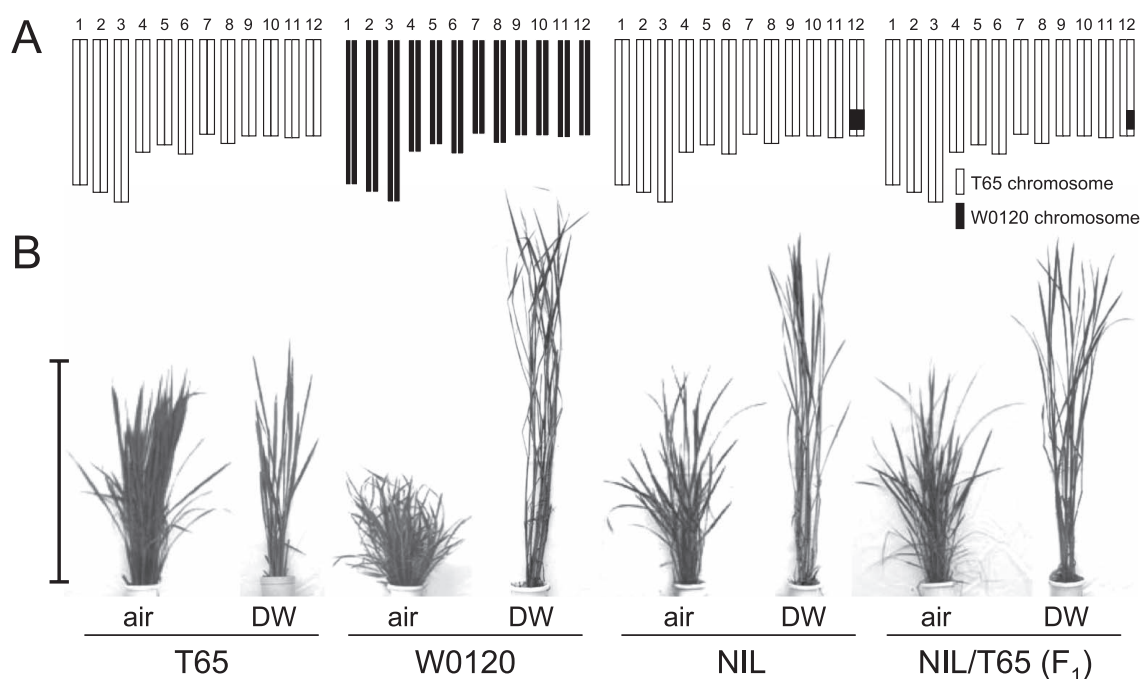 A
1 2 3 4 5 6 7 8 9 10 11 12
1 2 3 4 5 6 7 8 9 10 11 12
1 2 3 4 5 6 7 8 9 10 11 12
1 2 3 4 5 6 7 8 9 10 11 12
T65 chromosome
W0120 chromosome
B
air DW air DW air DW air DW
T65 W0120 NIL NIL/T65 (F₁)